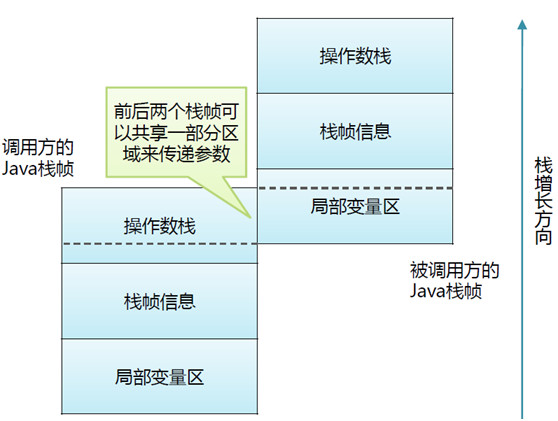 操作数栈
前后两个栈帧可
以共享一部分区
域来传递参数
栈帧信息
调用方的
Java栈帧
局部变量区
操作数栈
栈增长方向
被调用方的
Java栈帧
栈帧信息
局部变量区